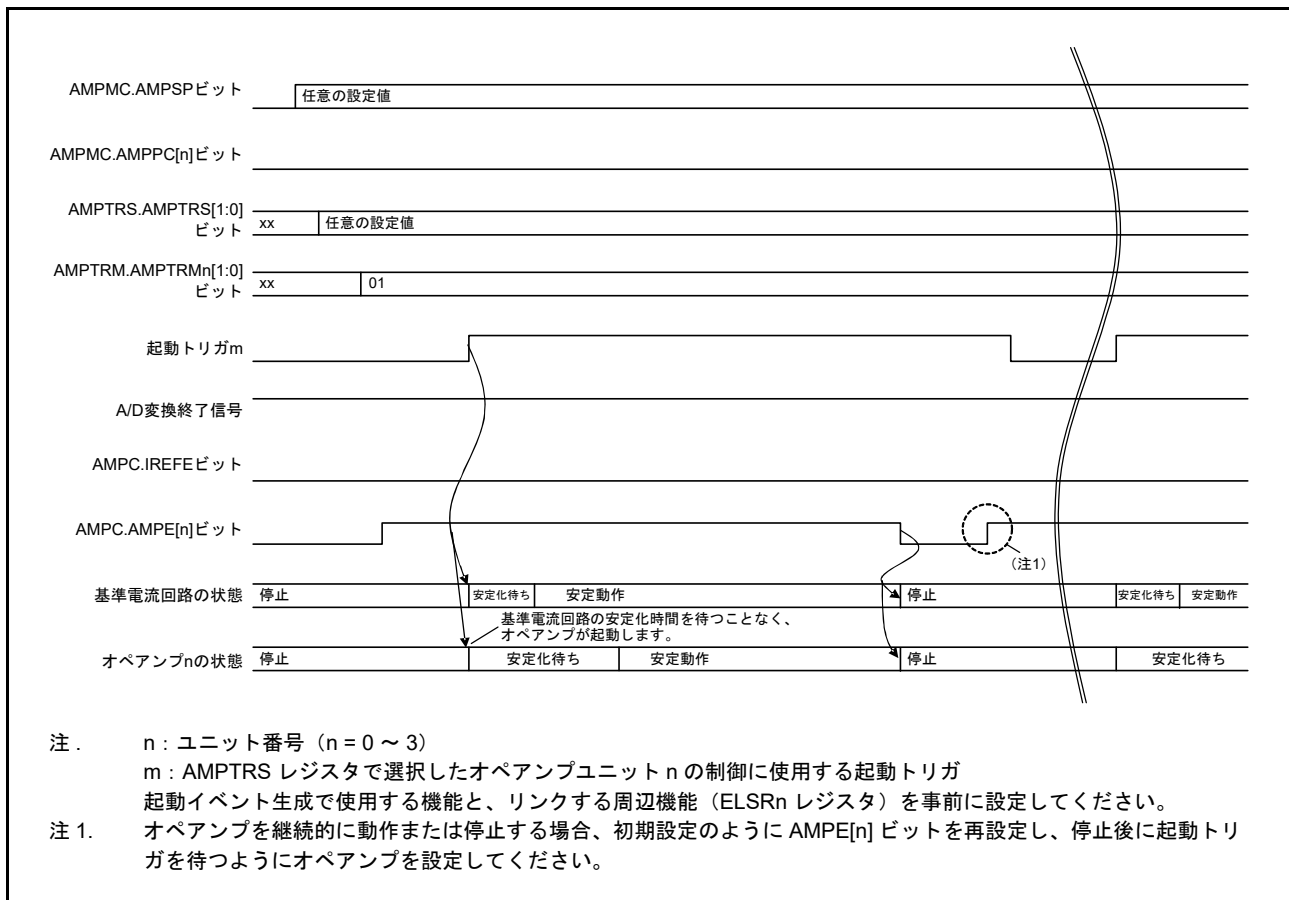 AMPMC.AMPSPビット
任意の設定値
AMPMC.AMPPC[n]ビット
AMPTRS.AMPTRS[1:0]
ビット
xx
任意の設定値
AMPTRM.AMPTRMn[1:0]
ビット
xx
01
起動トリガm
A/D変換終了信号
AMPC.IREFEビット
AMPC.AMPE[n]ビット
(注1)
基準電流回路の状態
停止
安定化待ち
安定動作
停止
安定化待ち
安定動作
基準電流回路の安定化時間を待つことなく、
オペアンプが起動します。
オペアンプnの状態
停止
安定化待ち
安定動作
停止
安定化待ち
注 . n：ユニット番号（n = 0 ～ 3）
m：AMPTRS レジスタで選択したオペアンプユニット n の制御に使用する起動トリガ
起動イベント生成で使用する機能と、リンクする周辺機能（ELSRn レジスタ）を事前に設定してください。
注 1. オペアンプを継続的に動作または停止する場合、初期設定のように AMPE[n] ビットを再設定し、停止後に起動トリ
ガを待つようにオペアンプを設定してください。